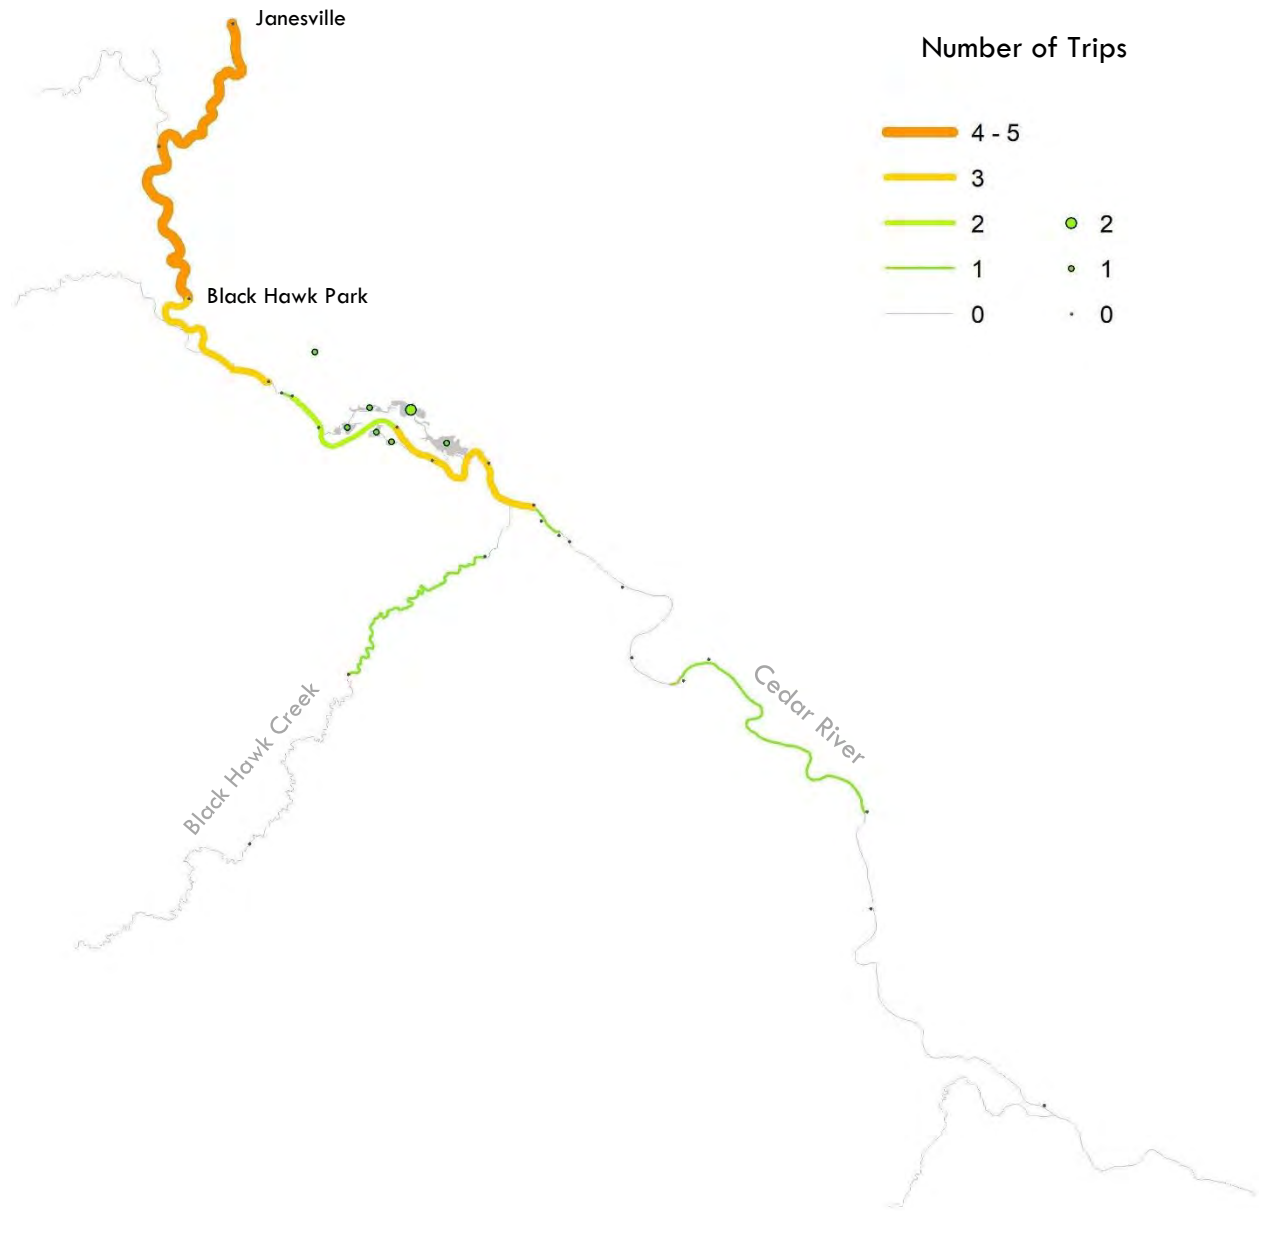 Janesville
Number of Trips
4 - 5
3
2 2
1 1
0 0
Black Hawk Park
Cedar River
Black Hawk Creek